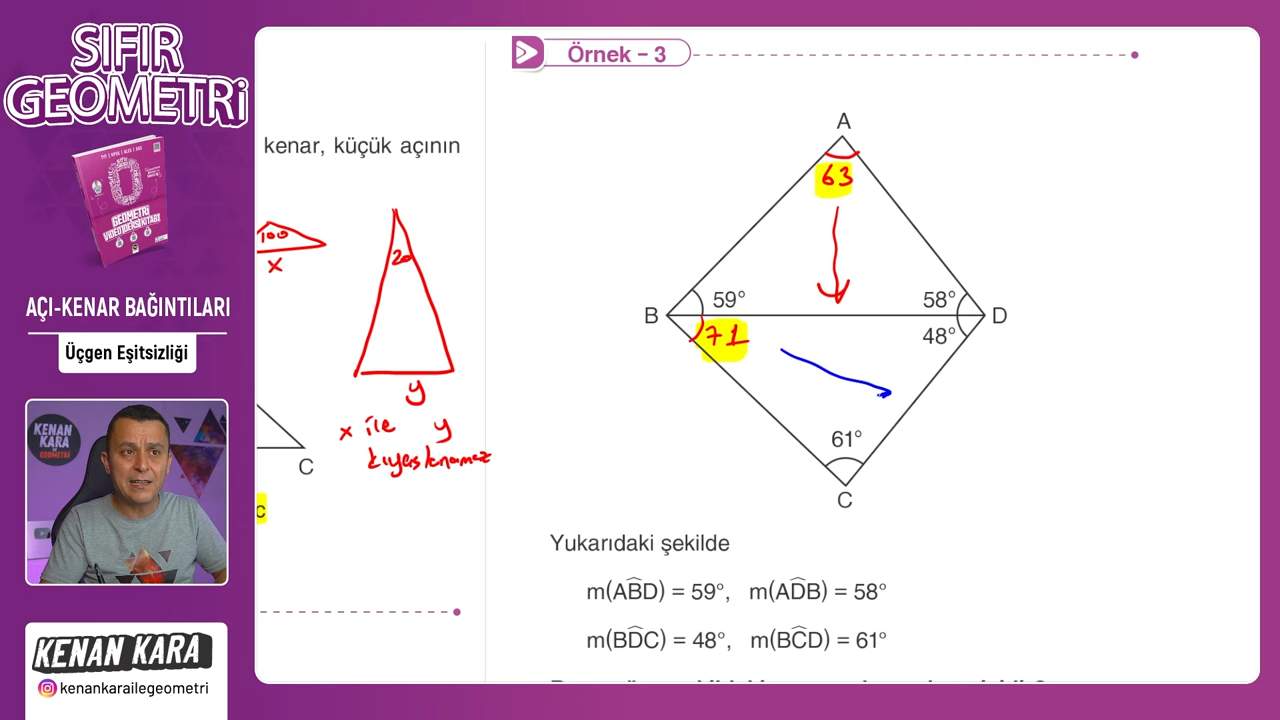 SIFIR
GEOMETRİ
GEOMETRİ
VİDEO DERS KİTABI
AÇI-KENAR BAĞINTILARI
Üçgen Eşitsizliği
KENAN
KARA
GEOMETRİ
KENAN KARA
kenankarailegeometri
kenar, küçük açının
100
x
20
y
x ile y
kıyaslanamaz
C
c
Örnek – 3
A
63
B
59°
58°
D
71
48°
61°
C
Yukarıdaki şekilde
m(ABD) = 59°, m(ADB) = 58°
m(BDC) = 48°, m(BCD) = 61°